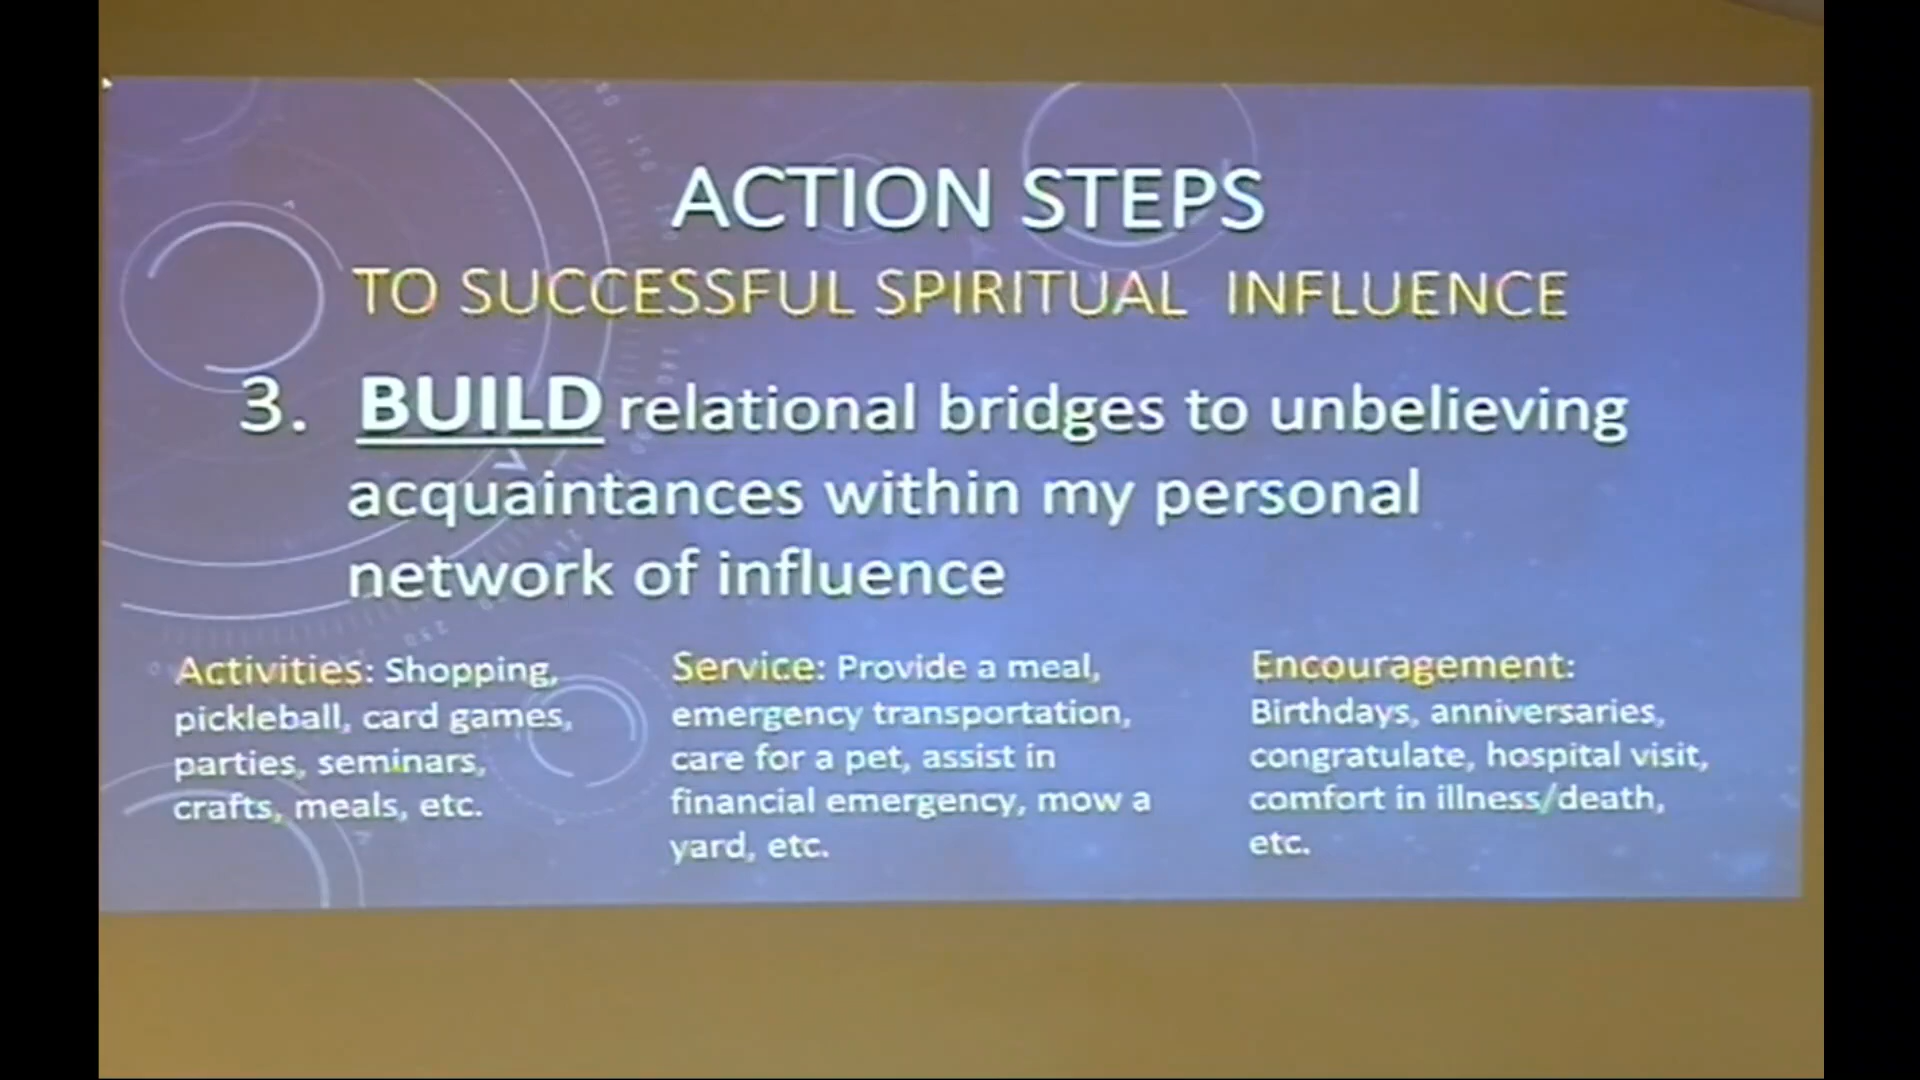 ACTION STEPS
TO SUCCESSFUL SPIRITUAL INFLUENCE
3. BUILD relational bridges to unbelieving
acquaintances within my personal
network of influence
Activities: Shopping,
pickleball, card games,
parties, seminars,
crafts, meals, etc.
Service: Provide a meal,
emergency transportation,
care for a pet, assist in
financial emergency, mow a
yard, etc.
Encouragement:
Birthdays, anniversaries,
congratulate, hospital visit,
comfort in illness/death,
etc.